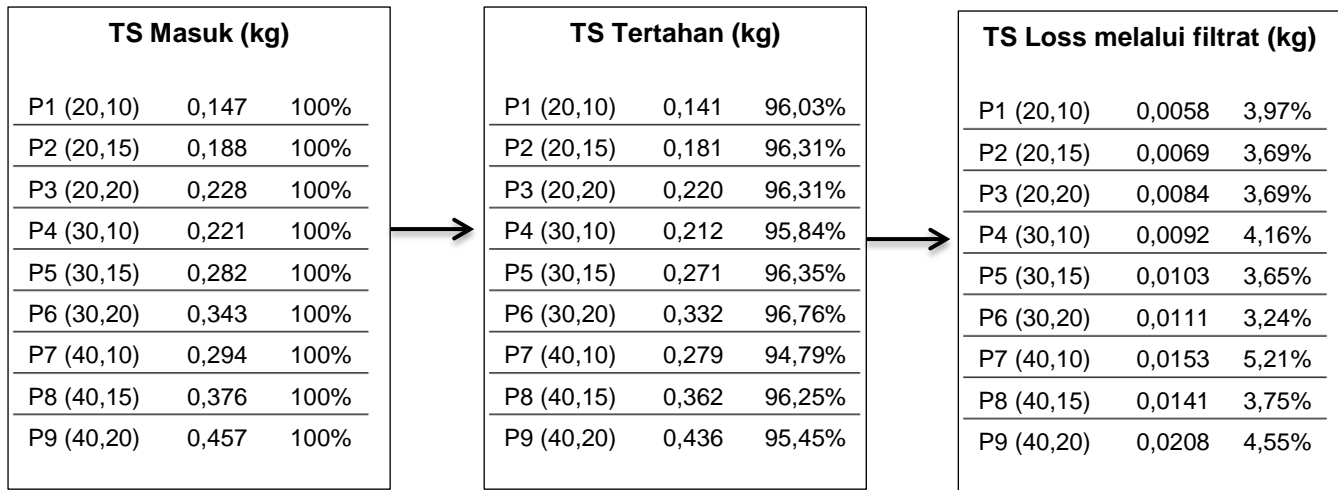 TS Masuk (kg)
P1 (20,10) 0,147 100%
P2 (20,15) 0,188 100%
P3 (20,20) 0,228 100%
P4 (30,10) 0,221 100%
P5 (30,15) 0,282 100%
P6 (30,20) 0,343 100%
P7 (40,10) 0,294 100%
P8 (40,15) 0,376 100%
P9 (40,20) 0,457 100%
TS Tertahan (kg)
P1 (20,10) 0,141 96,03%
P2 (20,15) 0,181 96,31%
P3 (20,20) 0,220 96,31%
P4 (30,10) 0,212 95,84%
P5 (30,15) 0,271 96,35%
P6 (30,20) 0,332 96,76%
P7 (40,10) 0,279 94,79%
P8 (40,15) 0,362 96,25%
P9 (40,20) 0,436 95,45%
TS Loss melalui filtrat (kg)
P1 (20,10) 0,0058 3,97%
P2 (20,15) 0,0069 3,69%
P3 (20,20) 0,0084 3,69%
P4 (30,10) 0,0092 4,16%
P5 (30,15) 0,0103 3,65%
P6 (30,20) 0,0111 3,24%
P7 (40,10) 0,0153 5,21%
P8 (40,15) 0,0141 3,75%
P9 (40,20) 0,0208 4,55%